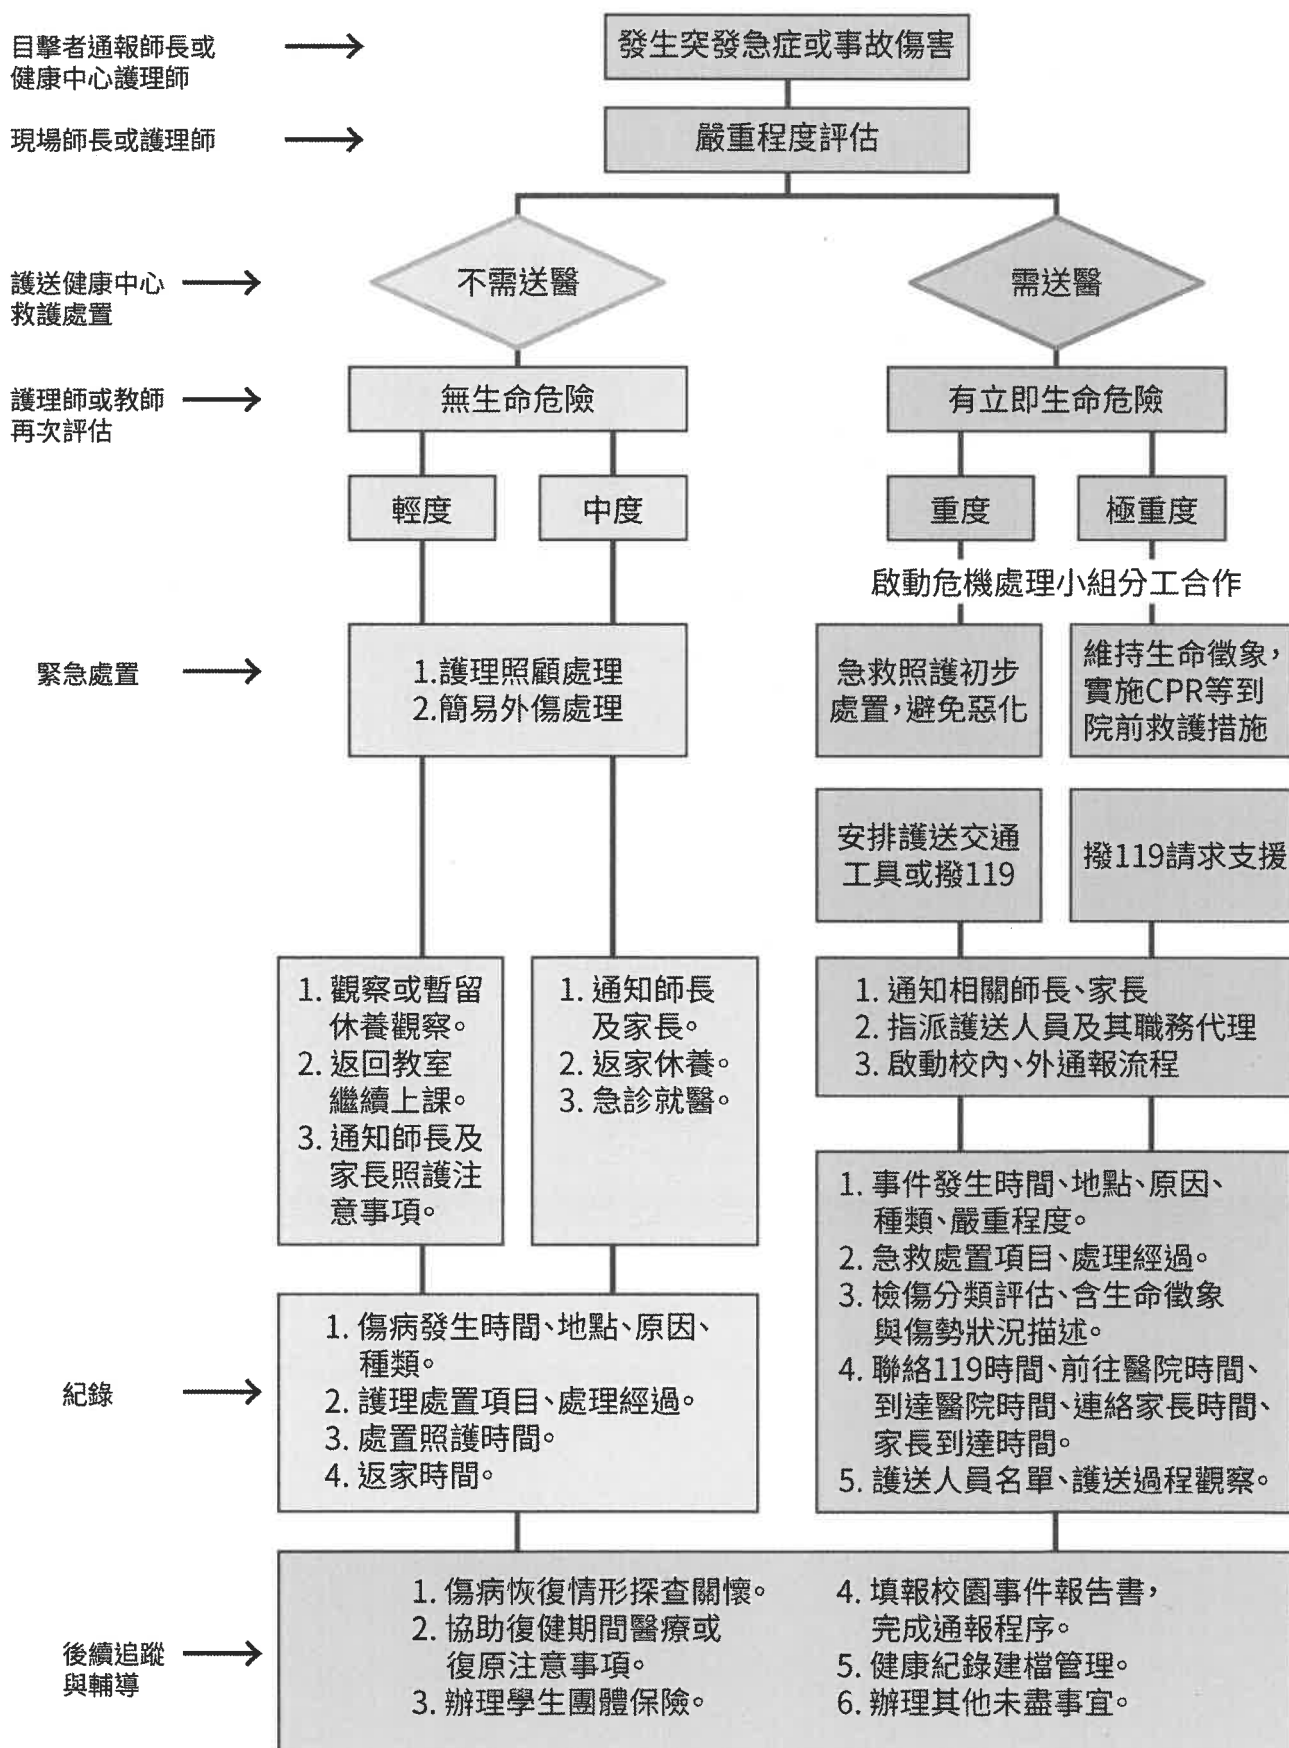 目擊者通報師長或
健康中心護理師
發生突發急症或事故傷害
現場師長或護理師
嚴重程度評估
護送健康中心
救護處置
不需送醫
需送醫
護理師或教師
再次評估
無生命危險
有立即生命危險
輕度
中度
重度
極重度
啟動危機處理小組分工合作
緊急處置
1.護理照顧處理
2.簡易外傷處理
急救照護初步
處置，避免惡化
維持生命徵象，
實施CPR等到
院前救護措施
安排護送交通
工具或撥119
撥119請求支援
1. 觀察或暫留
休養觀察。
2. 返回教室
繼續上課。
3. 通知師長及
家長照護注
意事項。
1. 通知師長
及家長。
2. 返家休養。
3. 急診就醫。
1. 通知相關師長、家長
2. 指派護送人員及其職務代理
3. 啟動校內、外通報流程
紀錄
1. 傷病發生時間、地點、原因、
種類。
2. 護理處置項目、處理經過。
3. 處置照護時間。
4. 返家時間。
1. 事件發生時間、地點、原因、
種類、嚴重程度。
2. 急救處置項目、處理經過。
3. 檢傷分類評估、含生命徵象
與傷勢狀況描述。
4. 聯絡119時間、前往醫院時間、
到達醫院時間、連絡家長時間、
家長到達時間。
5. 護送人員名單、護送過程觀察。
後續追蹤
與輔導
1. 傷病恢復情形探查關懷。
2. 協助復健期間醫療或
復原注意事項。
3. 辦理學生團體保險。
4. 填報校園事件報告書，
完成通報程序。
5. 健康紀錄建檔管理。
6. 辦理其他未盡事宜。